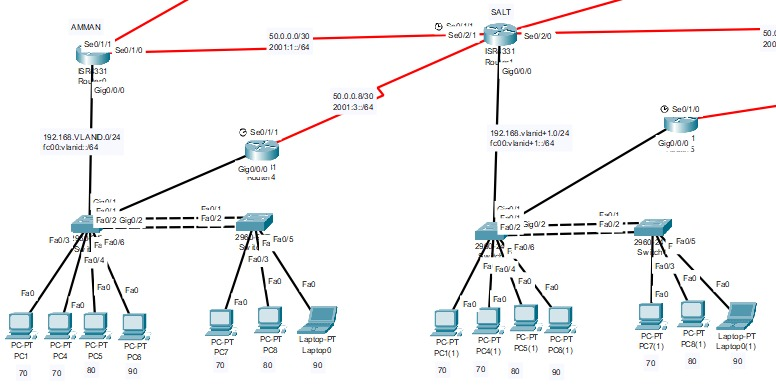 AMMAN
SALT
Se0/1/1
Se0/1/0
50.0.0.0/30
2001:1::/64
Se0/2/1
Se0/2/0
50.0
200
ISR4331
Gig0/0/0
ISR4331
Gig0/0/0
50.0.0.8/30
2001:3::/64
192.168.VLAND.0/24
fc00:vlanid::/64
Se0/1/1
Gig0/0/0
192.168.vlanid+1.0/24
fc00:vlanid+1::/64
Se0/1/0
Gig0/0/0
Fa0/2
Gig0/2
Fa0/1
Fa0/2
Fa0/2
Fa0/1
Fa0/2
Fa0/3
Fa0/6
Fa0/4
Fa0/5
Fa0/3
Fa0/6
Fa0/4
Fa0/5
Fa0/3
Fa0
Fa0
Fa0
Fa0
Fa0
Fa0
Fa0
Fa0
Fa0
Fa0
Fa0
Fa0
Fa0
Fa0
PC-PT
PC1
PC-PT
PC4
PC-PT
PC5
PC-PT
PC6
PC-PT
PC7
PC-PT
PC8
Laptop-PT
Laptop0
PC-PT
PC1(1)
PC-PT
PC4(1)
PC-PT
PC5(1)
PC-PT
PC6(1)
PC-PT
PC7(1)
PC-PT
PC8(1)
Laptop-PT
Laptop0(1)
70
70
80
90
70
80
90
70
70
80
90
70
80
90